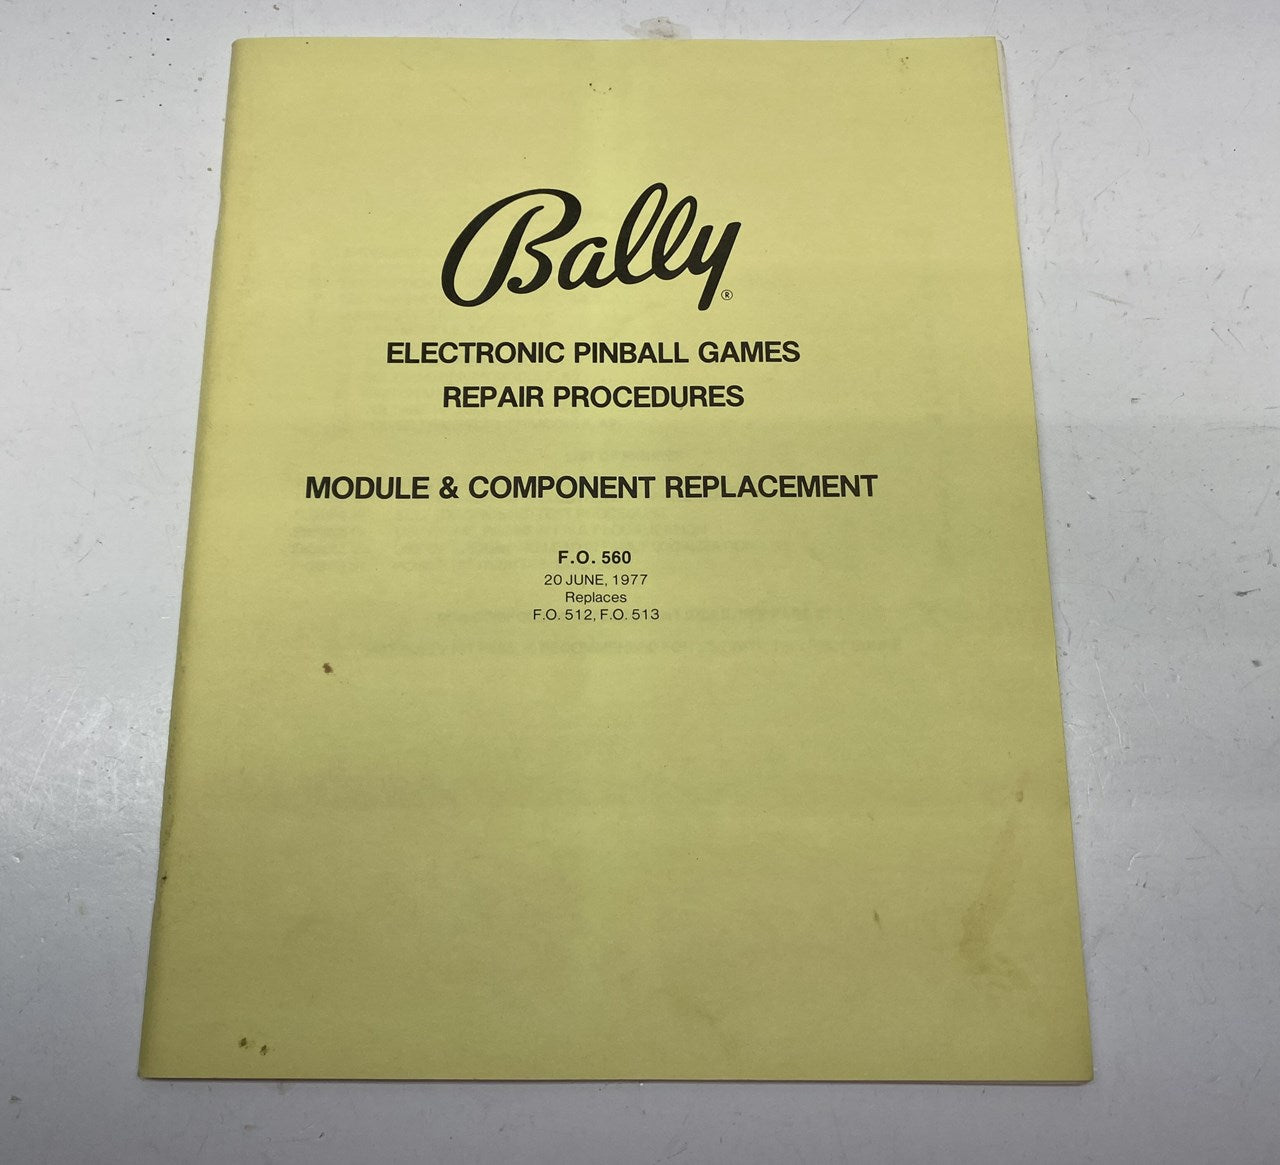 Bally®
ELECTRONIC PINBALL GAMES
REPAIR PROCEDURES
MODULE & COMPONENT REPLACEMENT
F.O. 560
20 JUNE, 1977
Replaces
F.O. 512, F.O. 513